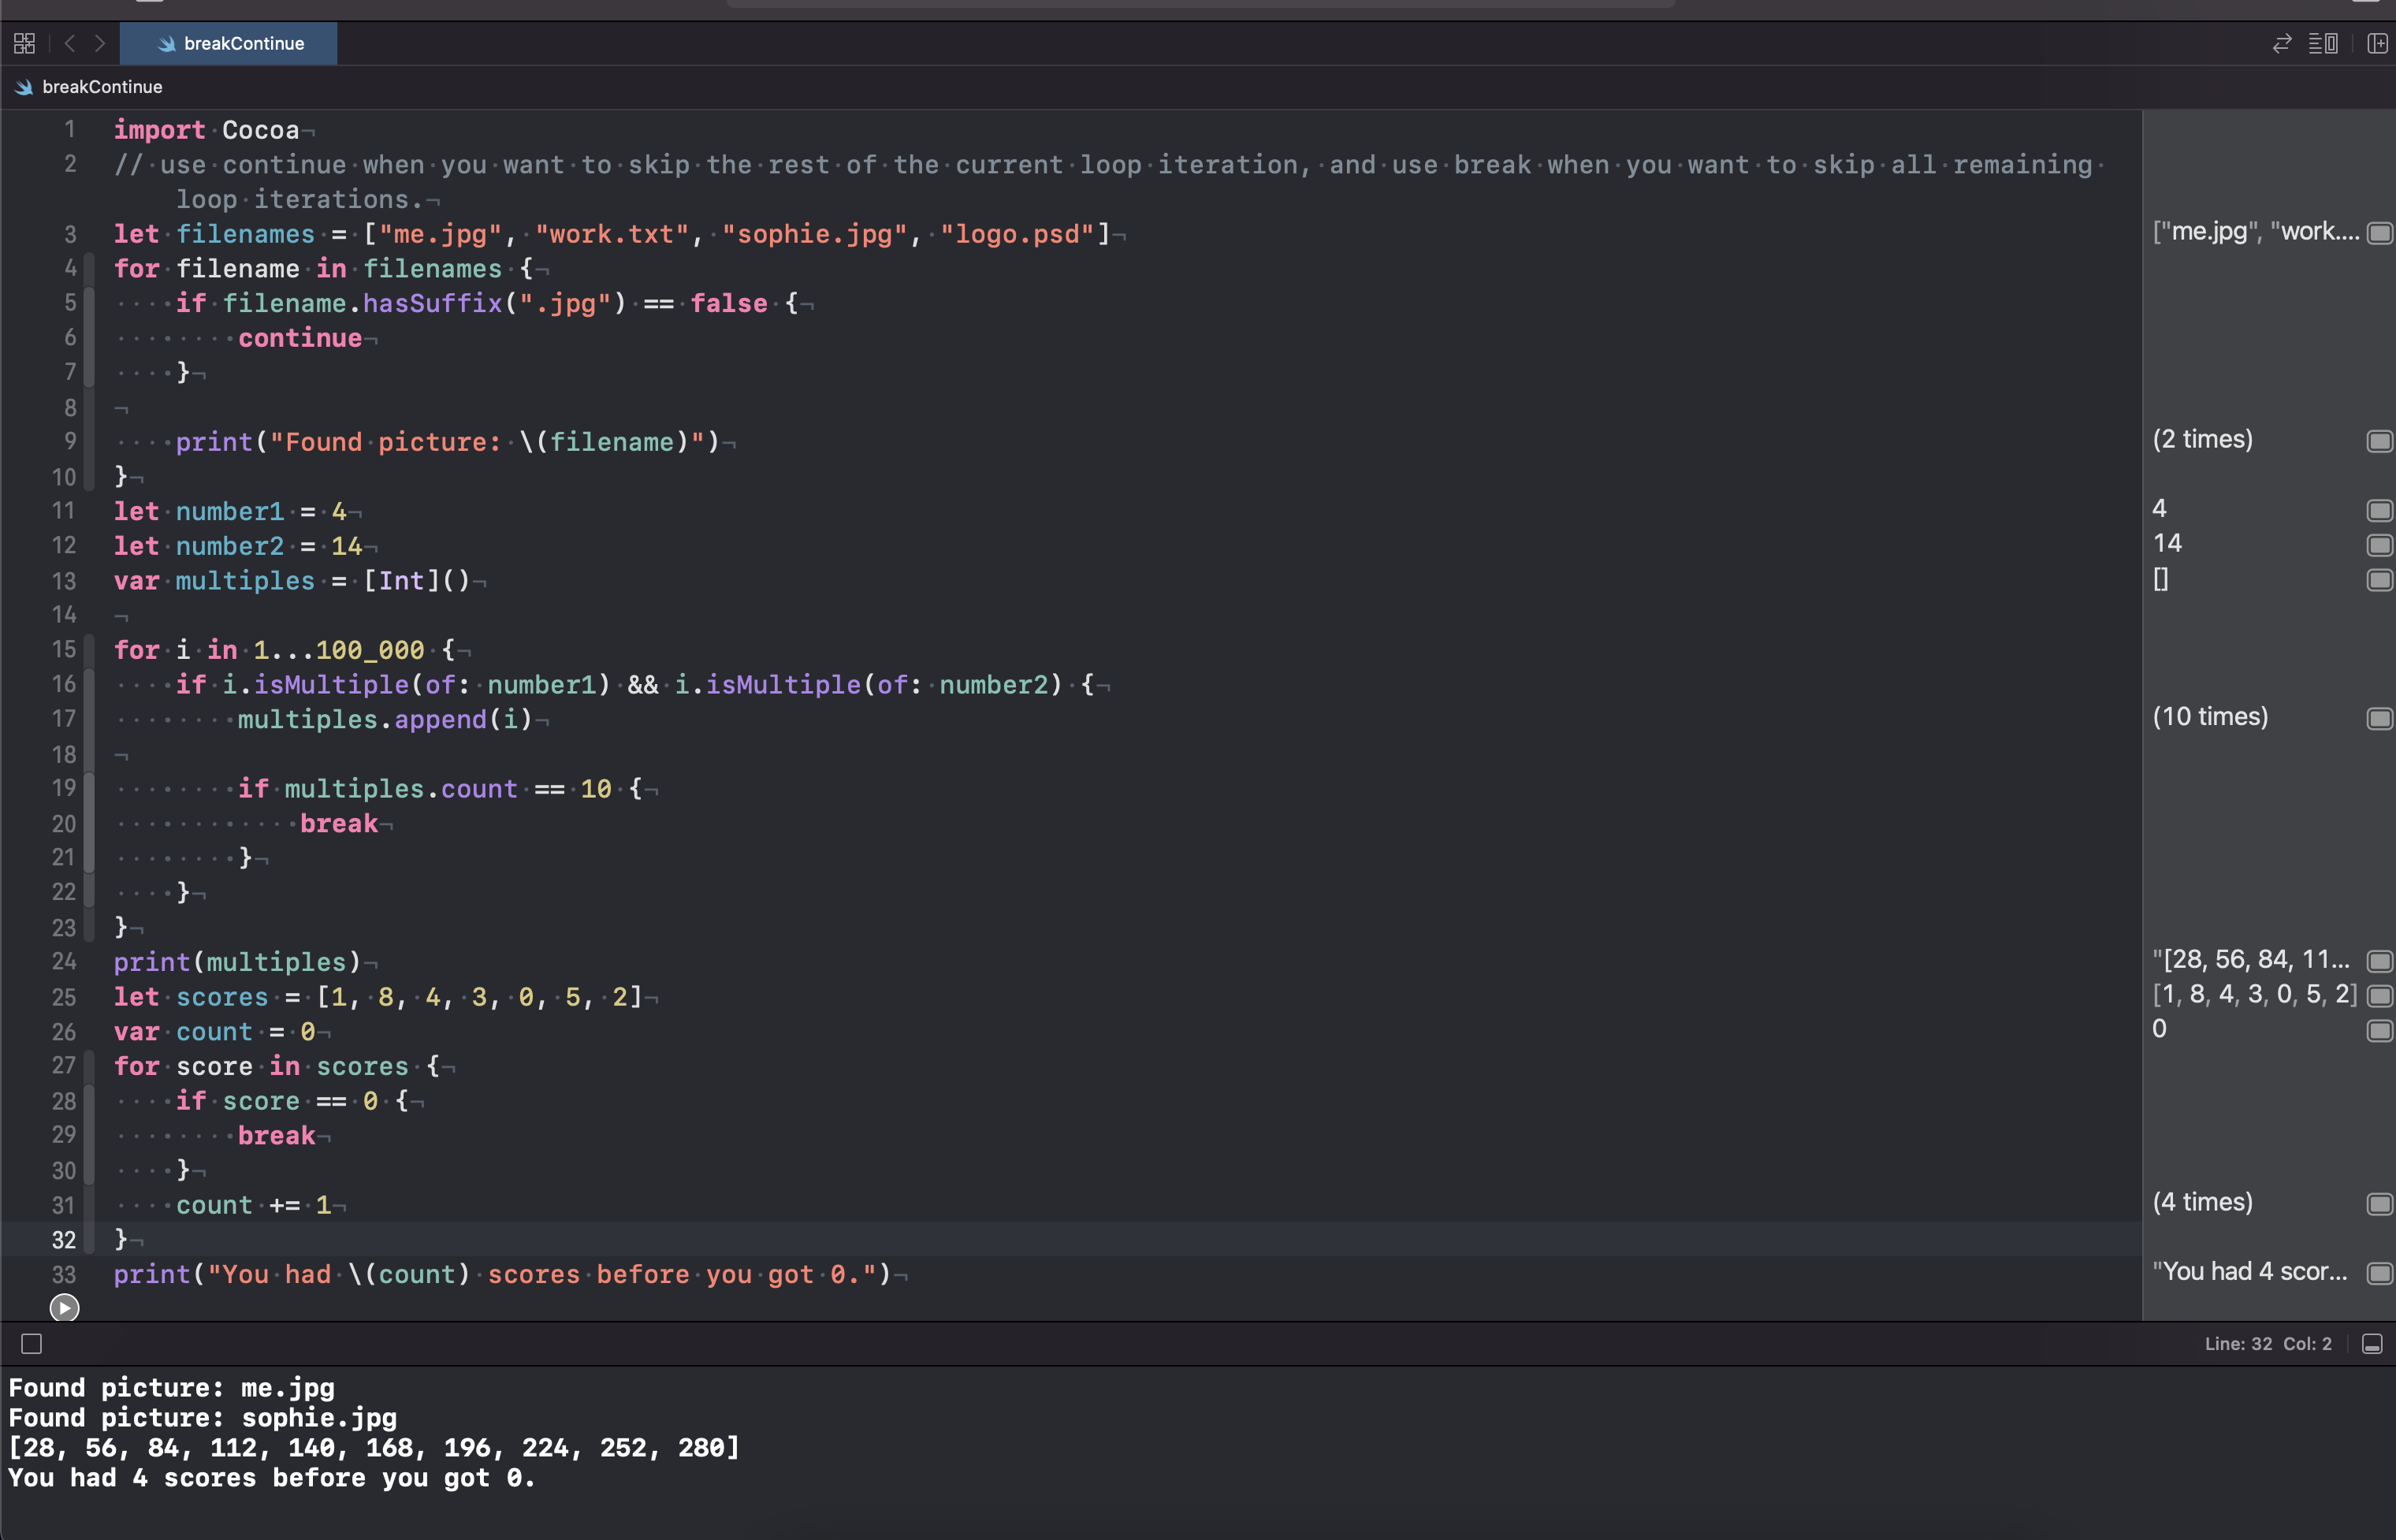 breakContinue
breakContinue
1 import Cocoa
2 // use continue when you want to skip the rest of the current loop iteration, and use break when you want to skip all remaining
loop iterations.
3 let filenames = ["me.jpg", "work.txt", "sophie.jpg", "logo.psd"] ["me.jpg", "work....
4 for filename in filenames {
5     if filename.hasSuffix(".jpg") == false {
6         continue
7     }
8
9     print("Found picture: \(filename)") (2 times)
10 }
11 let number1 = 4 4
12 let number2 = 14 14
13 var multiples = [Int]() []
14
15 for i in 1...100_000 {
16     if i.isMultiple(of: number1) && i.isMultiple(of: number2) {
17         multiples.append(i) (10 times)
18
19         if multiples.count == 10 {
20             break
21         }
22     }
23 }
24 print(multiples) "[28, 56, 84, 11...
25 let scores = [1, 8, 4, 3, 0, 5, 2] [1, 8, 4, 3, 0, 5, 2]
26 var count = 0 0
27 for score in scores {
28     if score == 0 {
29         break
30     }
31     count += 1 (4 times)
32 }
33 print("You had \(count) scores before you got 0.") "You had 4 scor...
Line: 32 Col: 2
Found picture: me.jpg
Found picture: sophie.jpg
[28, 56, 84, 112, 140, 168, 196, 224, 252, 280]
You had 4 scores before you got 0.